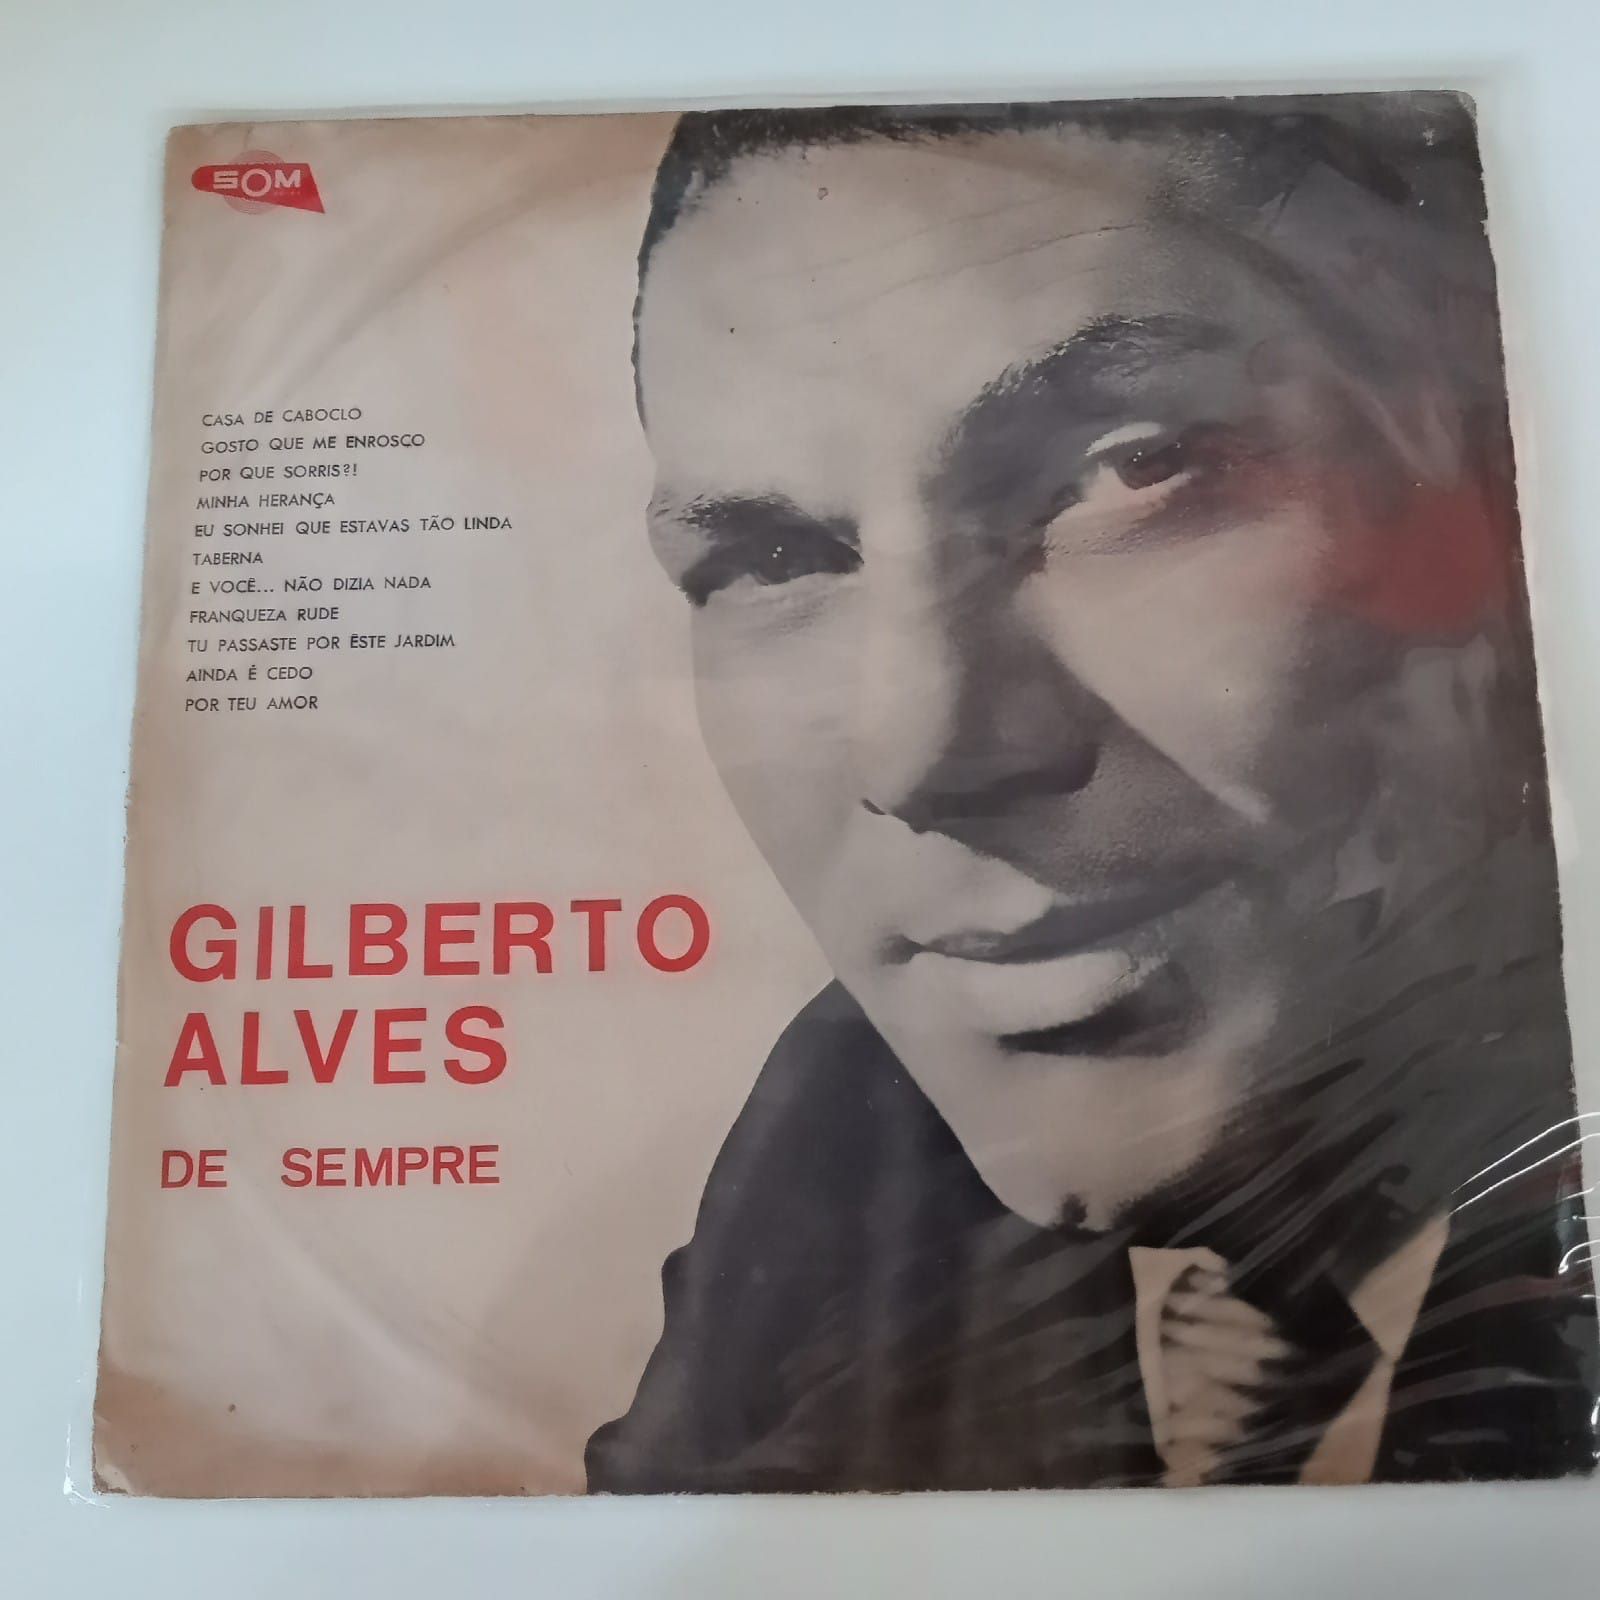 SOM
CASA DE CABOCLO
GOSTO QUE ME ENROSCO
POR QUE SORRIS?!
MINHA HERANÇA
EU SONHEI QUE ESTAVAS TÃO LINDA
TABERNA
E VOCÊ... NÃO DIZIA NADA
FRANQUEZA RUDE
TU PASSASTE POR ÊSTE JARDIM
AINDA É CEDO
POR TEU AMOR
GILBERTO
ALVES
DE SEMPRE